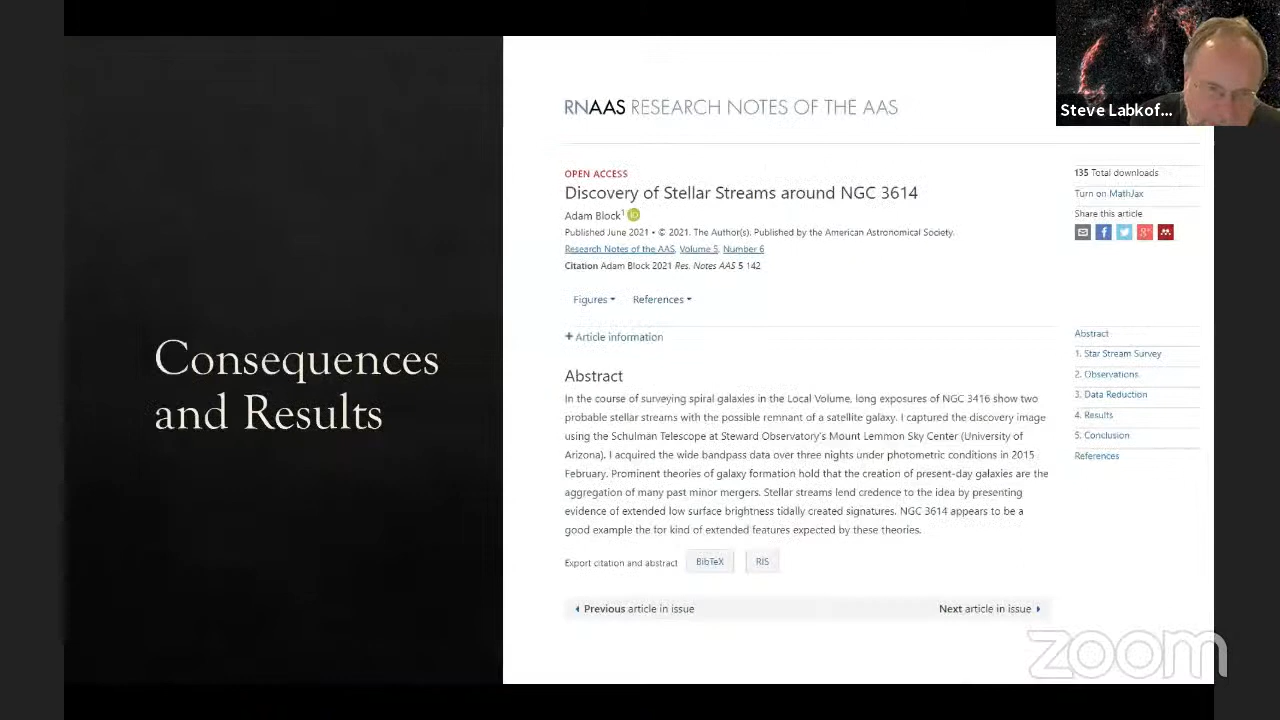 Steve Labkof...
Consequences
and Results
RNAAS RESEARCH NOTES OF THE AAS
OPEN ACCESS
Discovery of Stellar Streams around NGC 3614
Adam Block1 iD
Published June 2021 • © 2021. The Author(s). Published by the American Astronomical Society.
Research Notes of the AAS, Volume 5, Number 6
Citation Adam Block 2021 Res. Notes AAS 5 142
Figures References
+ Article information
Abstract
In the course of surveying spiral galaxies in the Local Volume, long exposures of NGC 3416 show two
probable stellar streams with the possible remnant of a satellite galaxy. I captured the discovery image
using the Schulman Telescope at Steward Observatory's Mount Lemmon Sky Center (University of
Arizona). I acquired the wide bandpass data over three nights under photometric conditions in 2015
February. Prominent theories of galaxy formation hold that the creation of present-day galaxies are the
aggregation of many past minor mergers. Stellar streams lend credence to the idea by presenting
evidence of extended low surface brightness tidally created signatures. NGC 3614 appears to be a
good example the for kind of extended features expected by these theories.
Export citation and abstract BibTeX RIS
Previous article in issue Next article in issue
135 Total downloads
Turn on MathJax
Share this article
Abstract
1. Star Stream Survey
2. Observations
3. Data Reduction
4. Results
5. Conclusion
References
zoom